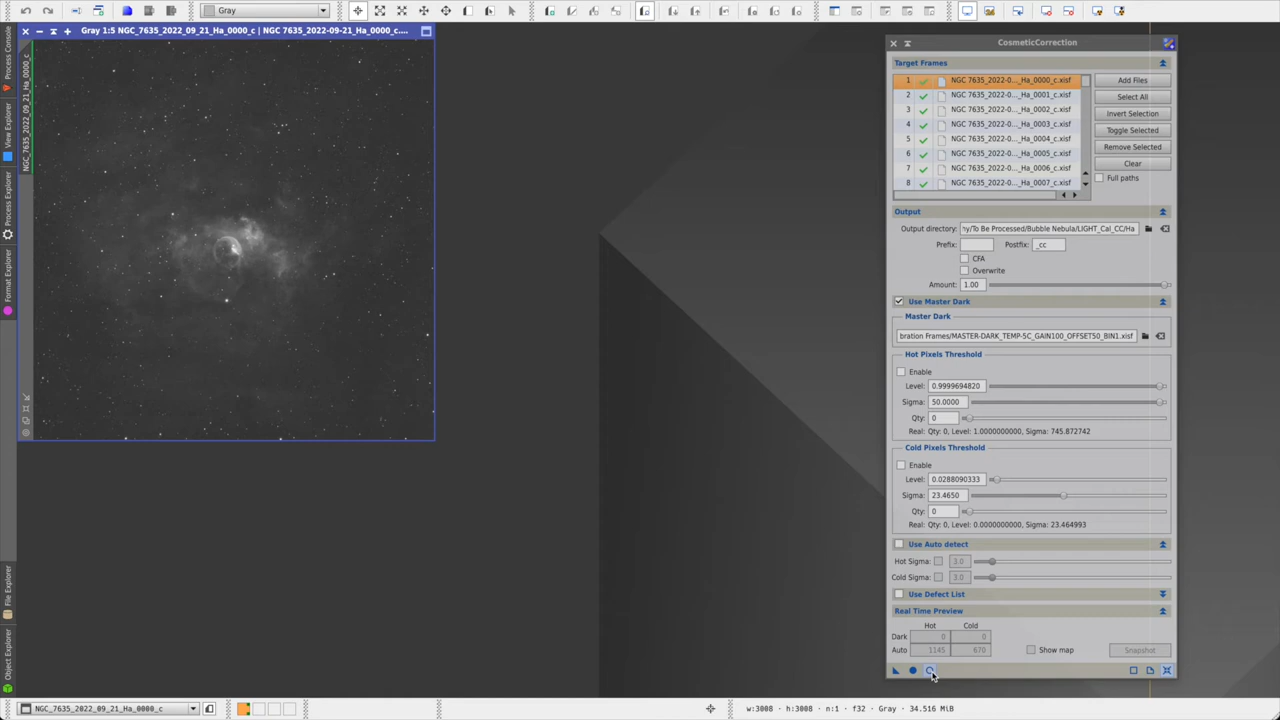 Gray
Gray 1:5 NGC_7635_2022_09_21_Ha_0000_c | NGC 7635_2022-09-21_Ha_0000_c....
Process Console
View Explorer
Process Explorer
Format Explorer
File Explorer
Object Explorer
NGC_7635_2022_09_21_Ha_0000_c
CosmeticCorrection
Target Frames
1 NGC 7635_2022-0..._Ha_0000_c.xisf
2 NGC 7635_2022-0..._Ha_0001_c.xisf
3 NGC 7635_2022-0..._Ha_0002_c.xisf
4 NGC 7635_2022-0..._Ha_0003_c.xisf
5 NGC 7635_2022-0..._Ha_0004_c.xisf
6 NGC 7635_2022-0..._Ha_0005_c.xisf
7 NGC 7635_2022-0..._Ha_0006_c.xisf
8 NGC 7635_2022-0..._Ha_0007_c.xisf
Add Files
Select All
Invert Selection
Toggle Selected
Remove Selected
Clear
Full paths
Output
Output directory: ny/To Be Processed/Bubble Nebula/LIGHT_Cal_CC/Ha
Prefix: Postfix: _cc
CFA
Overwrite
Amount: 1.00
Use Master Dark
Master Dark
bration Frames/MASTER-DARK_TEMP-5C_GAIN100_OFFSET50_BIN1.xisf
Hot Pixels Threshold
Enable
Level: 0.9999694820
Sigma: 50.0000
Qty: 0
Real: Qty: 0, Level: 1.0000000000, Sigma: 745.872742
Cold Pixels Threshold
Enable
Level: 0.0288090333
Sigma: 23.4650
Qty: 0
Real: Qty: 0, Level: 0.0000000000, Sigma: 23.464993
Use Auto detect
Hot Sigma: 3.0
Cold Sigma: 3.0
Use Defect List
Real Time Preview
Hot Cold
Dark 0 0
Auto 1145 670 Show map Snapshot
NGC_7635_2022_09_21_Ha_0000_c
w:3008 · h:3008 · n:1 · f32 · Gray · 34.516 MiB